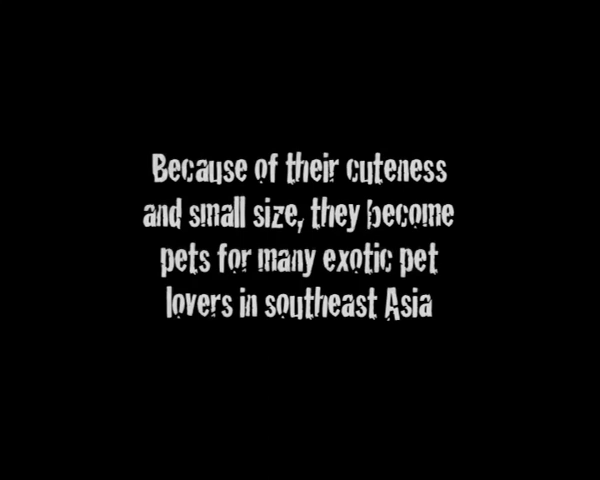 Because of their cuteness
and small size, they become
pets for many exotic pet
lovers in southeast Asia